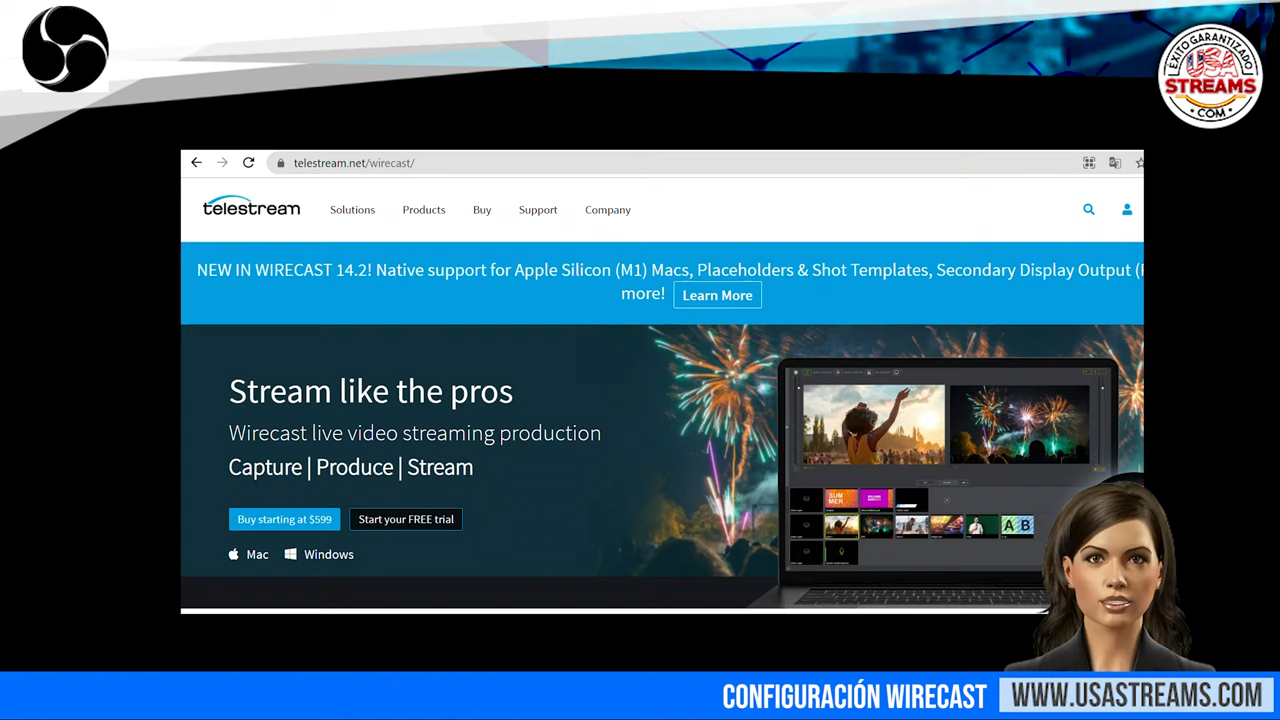 ÉXITO GARANTIZADO
USA
STREAMS
.COM
telestream.net/wirecast/
telestream
Solutions
Products
Buy
Support
Company
NEW IN WIRECAST 14.2! Native support for Apple Silicon (M1) Macs, Placeholders & Shot Templates, Secondary Display Output (
more!
Learn More
Stream like the pros
Wirecast live video streaming production
Capture | Produce | Stream
Buy starting at $599
Start your FREE trial
Mac
Windows
SUM
MER
A B
CONFIGURACIÓN WIRECAST
WWW.USASTREAMS.COM